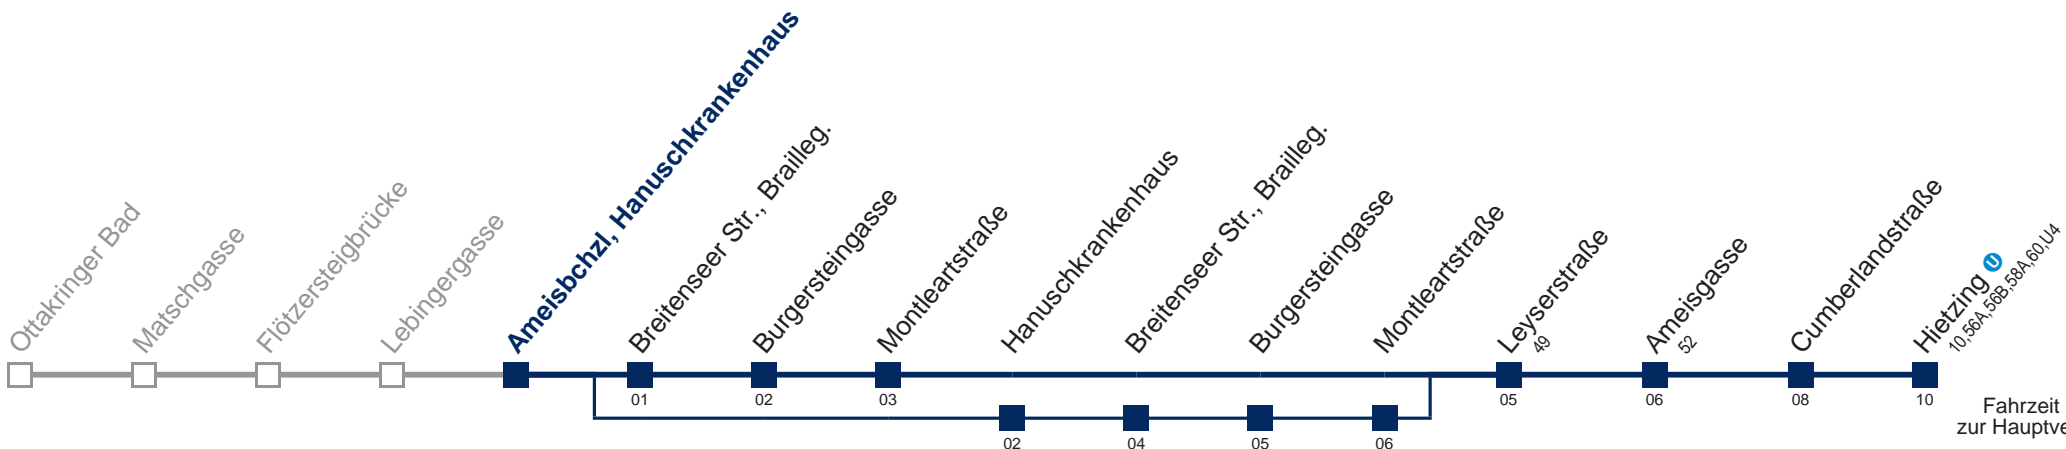 Ottakringer Bad
Matschgasse
Flötzersteigbrücke
Lebingergasse
Ameisbchzl, Hanuschkrankenhaus
Breitenseer Str., Brailleg.
Burgersteingasse
Montleartstraße
Hanuschkrankenhaus
Breitenseer Str., Brailleg.
Burgersteingasse
Montleartstraße
Leyserstraße
49
Ameisgasse
52
Cumberlandstraße
Hietzing U
10,56A,56B,58A,60,U4
01
02
03
05
06
08
10
02
04
05
06
Fahrzeit
zur Hauptve